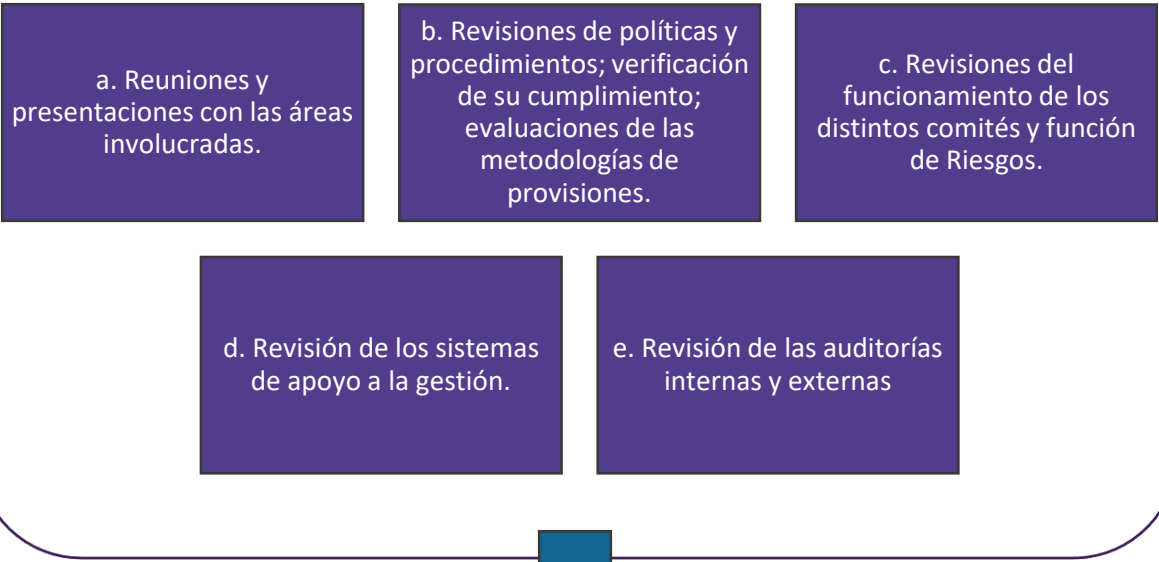 a. Reuniones y
presentaciones con las áreas
involucradas.
b. Revisiones de políticas y
procedimientos; verificación
de su cumplimiento;
evaluaciones de las
metodologías de
provisiones.
c. Revisiones del
funcionamiento de los
distintos comités y función
de Riesgos.
d. Revisión de los sistemas
de apoyo a la gestión.
e. Revisión de las auditorías
internas y externas